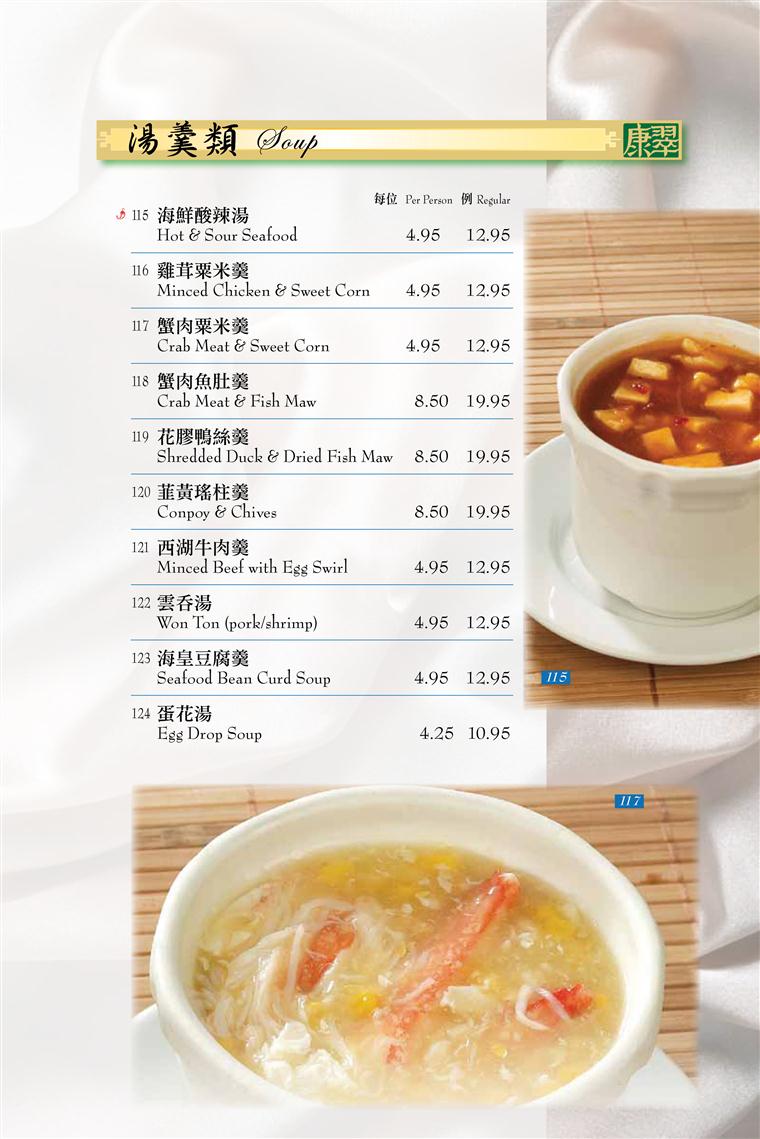 湯羹類 Soup 康翠
每位 Per Person 例 Regular
115 海鮮酸辣湯
Hot & Sour Seafood 4.95 12.95
116 雞茸粟米羹
Minced Chicken & Sweet Corn 4.95 12.95
117 蟹肉粟米羹
Crab Meat & Sweet Corn 4.95 12.95
118 蟹肉魚肚羹
Crab Meat & Fish Maw 8.50 19.95
119 花膠鴨絲羹
Shredded Duck & Dried Fish Maw 8.50 19.95
120 韮黃瑤柱羹
Conpoy & Chives 8.50 19.95
121 西湖牛肉羹
Minced Beef with Egg Swirl 4.95 12.95
122 雲吞湯
Won Ton (pork/shrimp) 4.95 12.95
123 海皇豆腐羹
Seafood Bean Curd Soup 4.95 12.95
115
124 蛋花湯
Egg Drop Soup 4.25 10.95
117